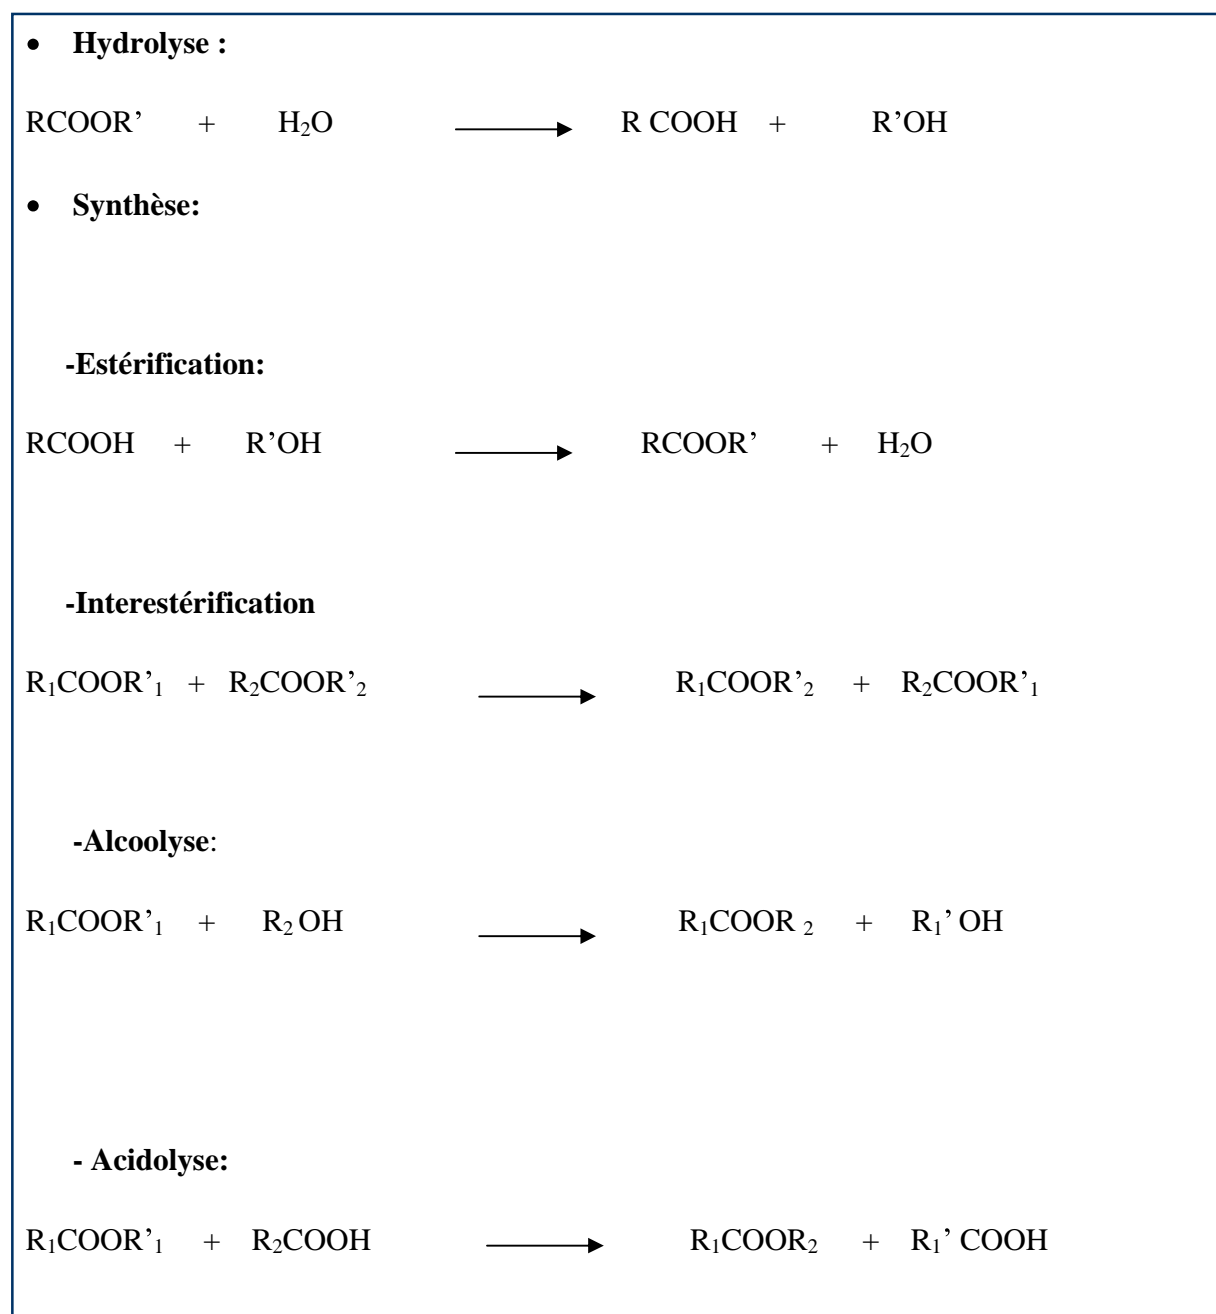 • Hydrolyse :
RCOOR’ + H₂O ⟶ R COOH + R’OH
• Synthèse:
-Estérification:
RCOOH + R’OH ⟶ RCOOR’ + H₂O
-Interestérification
R₁COOR’₁ + R₂COOR’₂ ⟶ R₁COOR’₂ + R₂COOR’₁
-Alcoolyse:
R₁COOR’₁ + R₂ OH ⟶ R₁COOR ₂ + R₁’ OH
- Acidolyse:
R₁COOR’₁ + R₂COOH ⟶ R₁COOR₂ + R₁’ COOH